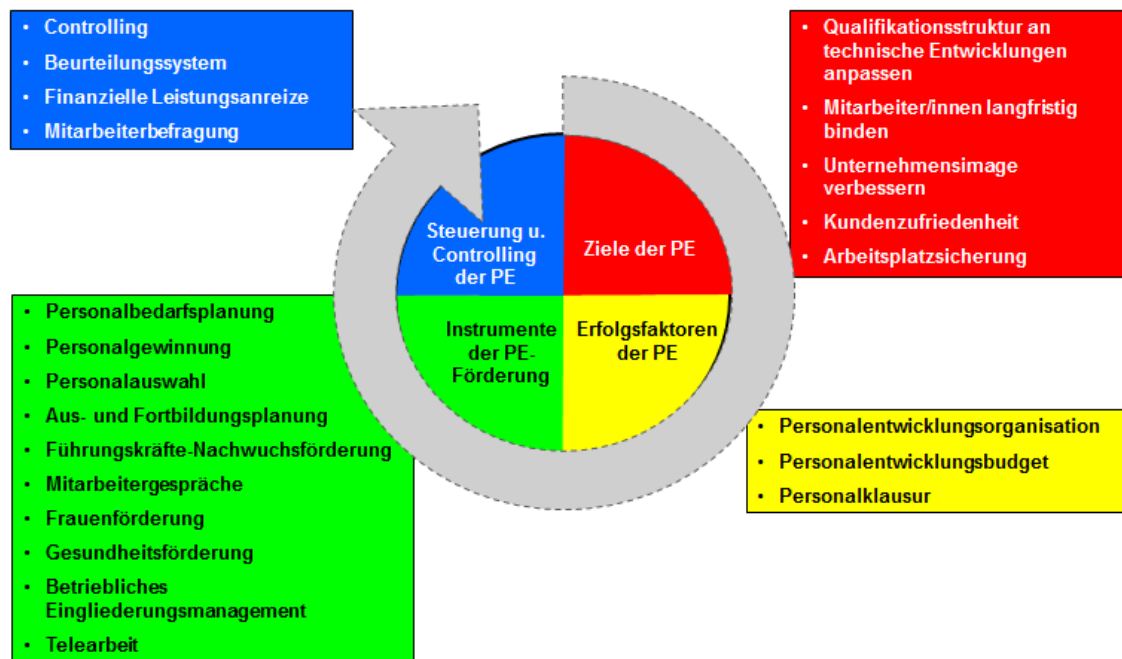 • Controlling
• Beurteilungssystem
• Finanzielle Leistungsanreize
• Mitarbeiterbefragung
• Qualifikationsstruktur an
technische Entwicklungen
anpassen
• Mitarbeiter/innen langfristig
binden
• Unternehmensimage
verbessern
• Kundenzufriedenheit
• Arbeitsplatzsicherung
Steuerung u.
Controlling
der PE
Ziele der PE
Instrumente
der PE-
Förderung
Erfolgsfaktoren
der PE
• Personalbedarfsplanung
• Personalgewinnung
• Personalauswahl
• Aus- und Fortbildungsplanung
• Führungskräfte-Nachwuchsförderung
• Mitarbeitergespräche
• Frauenförderung
• Gesundheitsförderung
• Betriebliches
Eingliederungsmanagement
• Telearbeit
• Personalentwicklungsorganisation
• Personalentwicklungsbudget
• Personalklausur